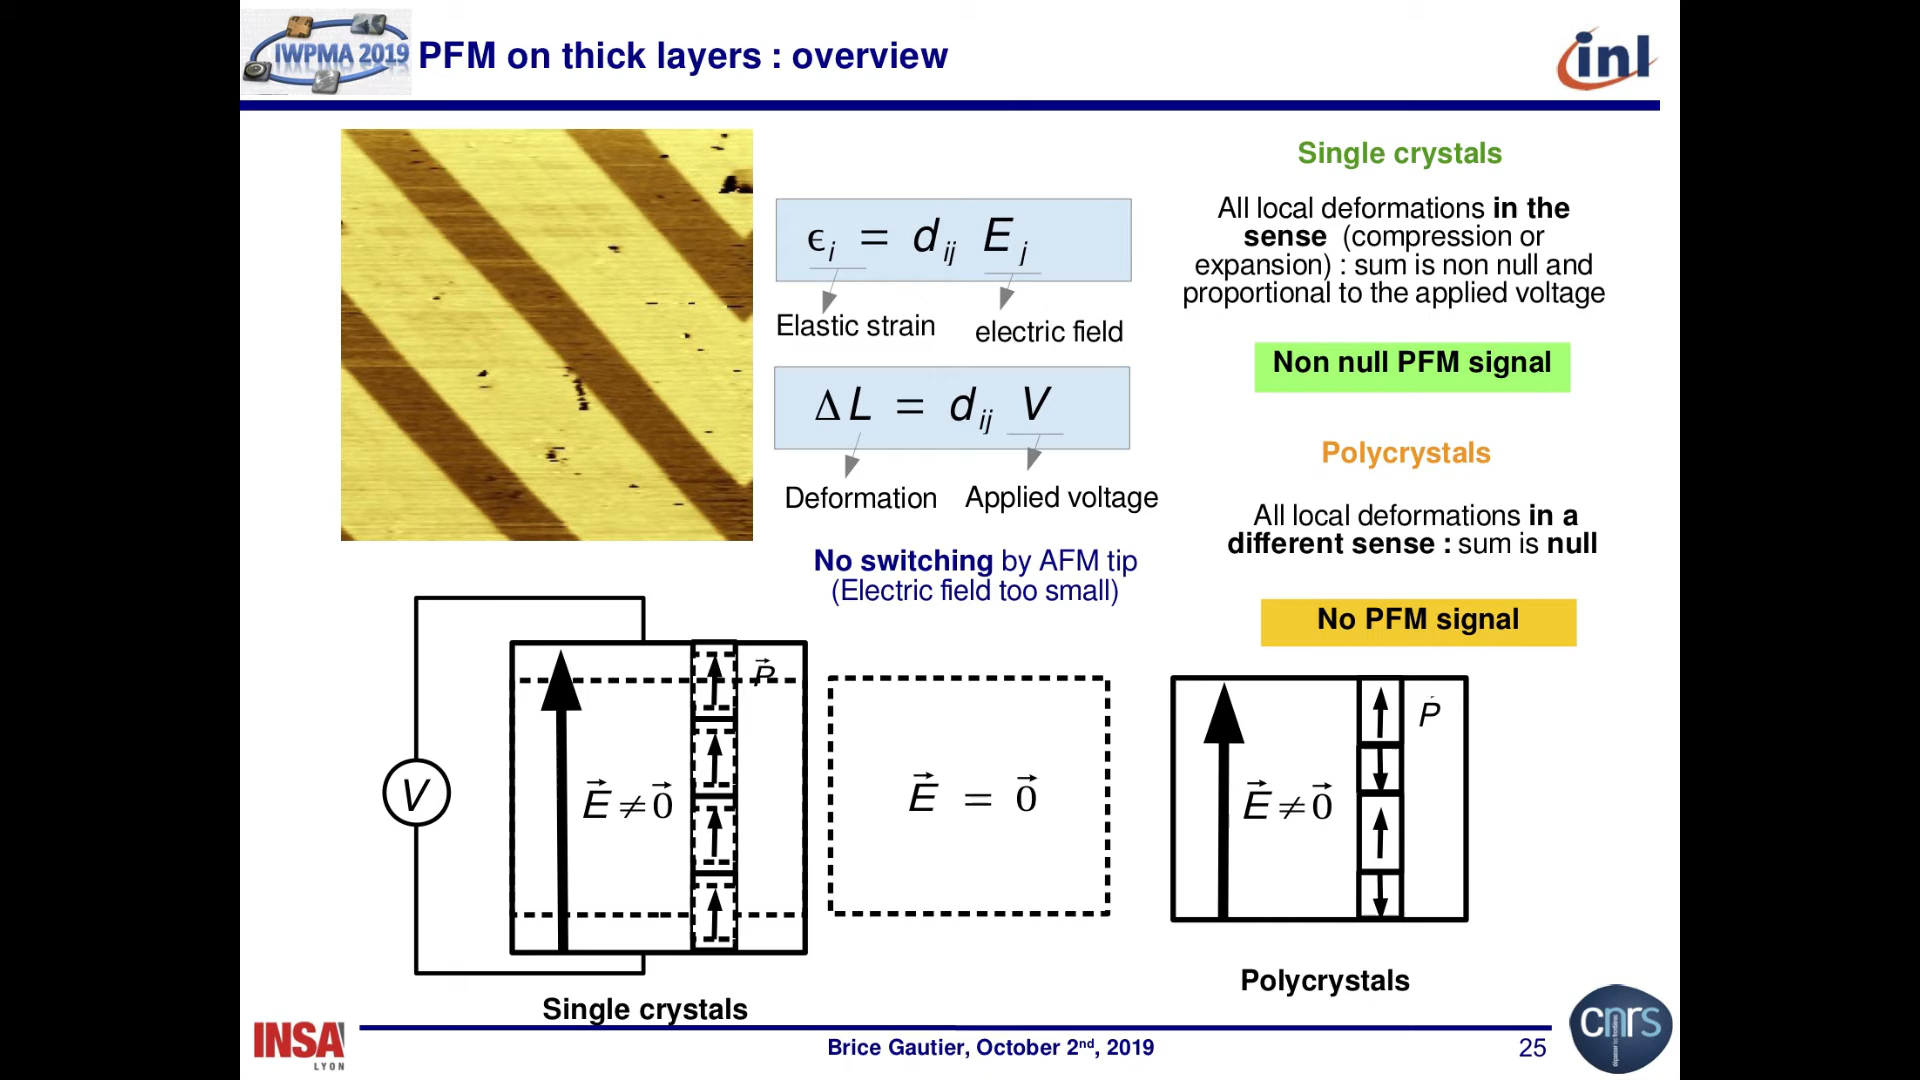 IWPMA 2019
PFM on thick layers : overview
inl
ϵi = dij Ej
Elastic strain
electric field
ΔL = dij V
Deformation
Applied voltage
No switching by AFM tip
(Electric field too small)
Single crystals
All local deformations in the
sense (compression or
expansion) : sum is non null and
proportional to the applied voltage
Non null PFM signal
Polycrystals
All local deformations in a
different sense : sum is null
No PFM signal
V
E⃗ ≠ 0⃗
P⃗
Single crystals
E⃗ = 0⃗
E⃗ ≠ 0⃗
P
Polycrystals
INSA
LYON
Brice Gautier, October 2nd, 2019
25
cnrs